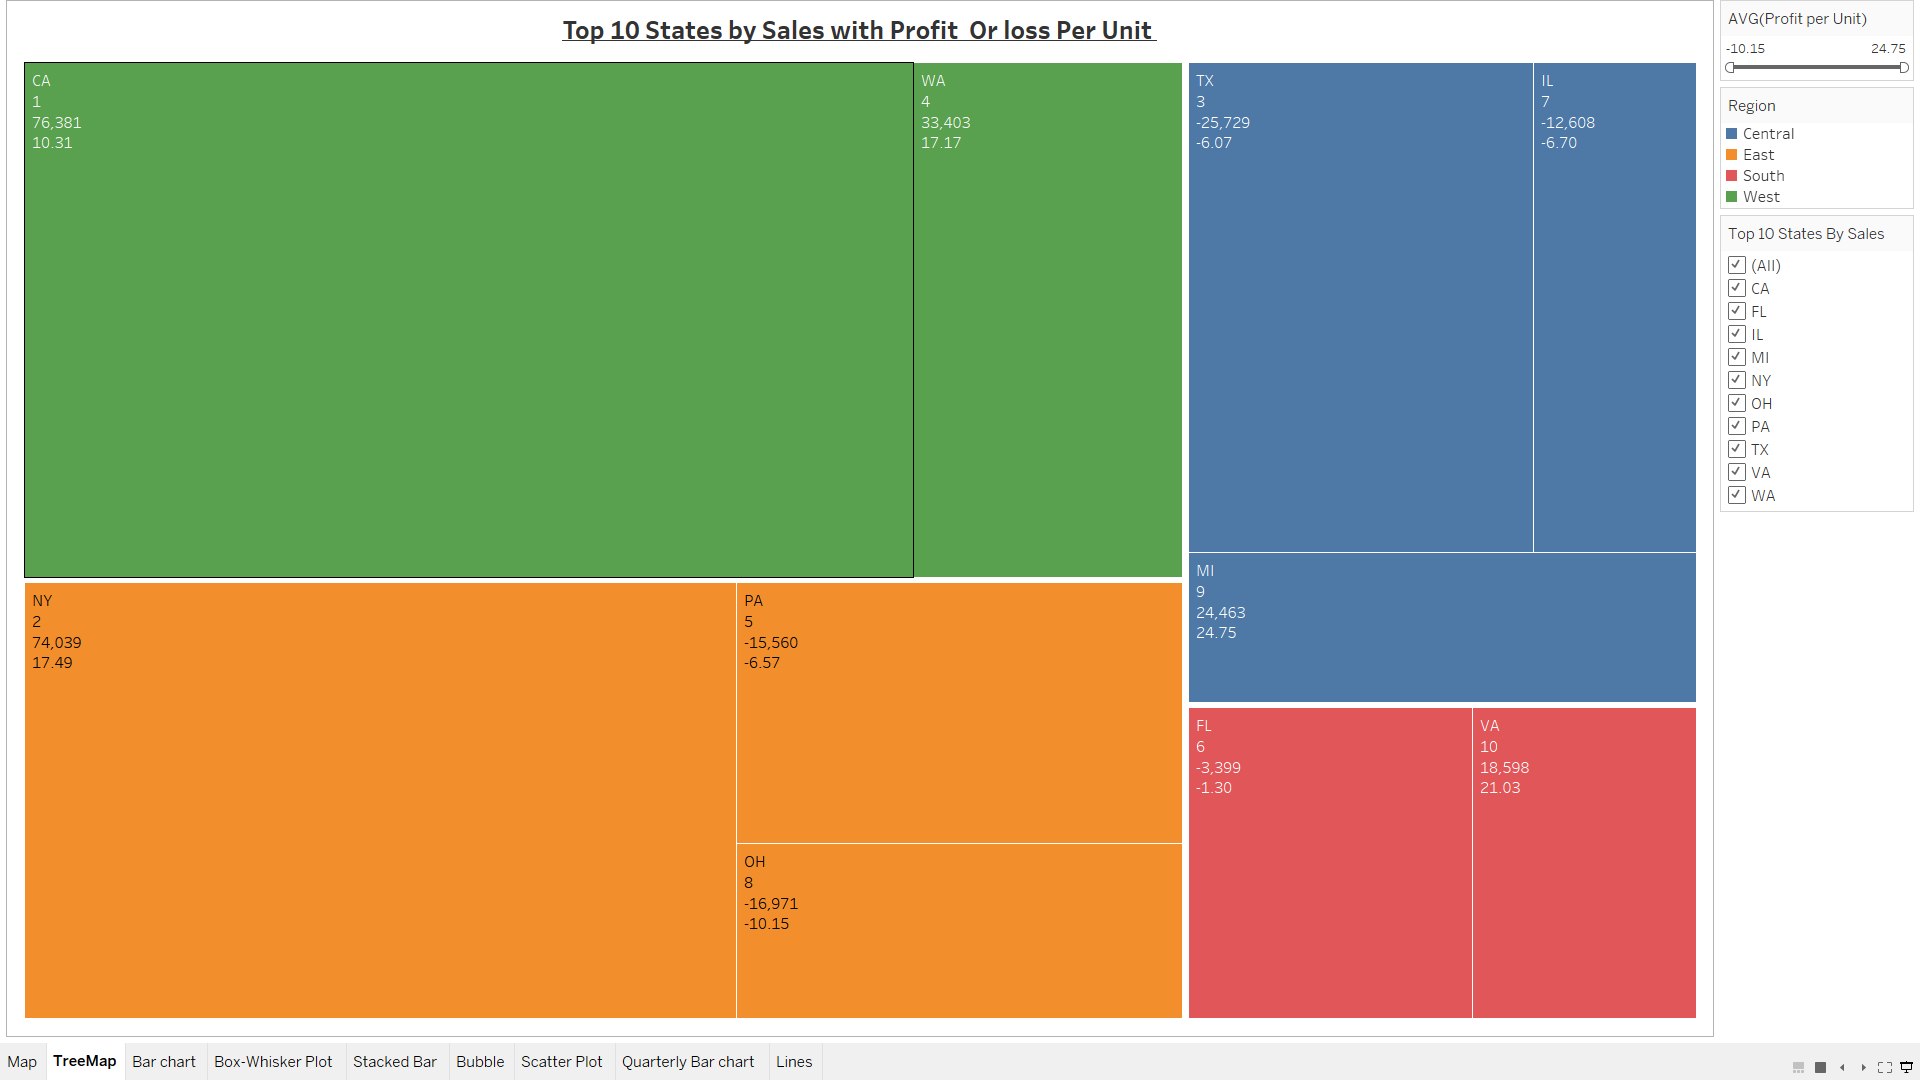 Top 10 States by Sales with Profit  Or loss Per Unit
CA
1
76,381
10.31
WA
4
33,403
17.17
TX
3
-25,729
-6.07
IL
7
-12,608
-6.70
MI
9
24,463
24.75
NY
2
74,039
17.49
PA
5
-15,560
-6.57
OH
8
-16,971
-10.15
FL
6
-3,399
-1.30
VA
10
18,598
21.03
AVG(Profit per Unit)
-10.15 24.75
Region
Central
East
South
West
Top 10 States By Sales
(All)
CA
FL
IL
MI
NY
OH
PA
TX
VA
WA
Map TreeMap Bar chart Box-Whisker Plot Stacked Bar Bubble Scatter Plot Quarterly Bar chart Lines